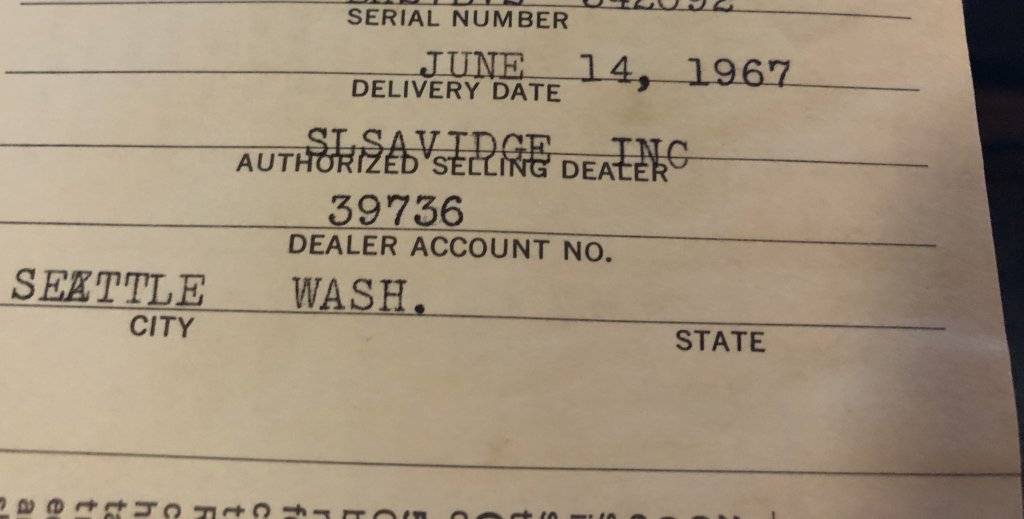 SERIAL NUMBER
JUNE 14, 1967
DELIVERY DATE
SLSAVIDGE INC
AUTHORIZED SELLING DEALER
39736
DEALER ACCOUNT NO.
SEATTLE WASH.
CITY STATE